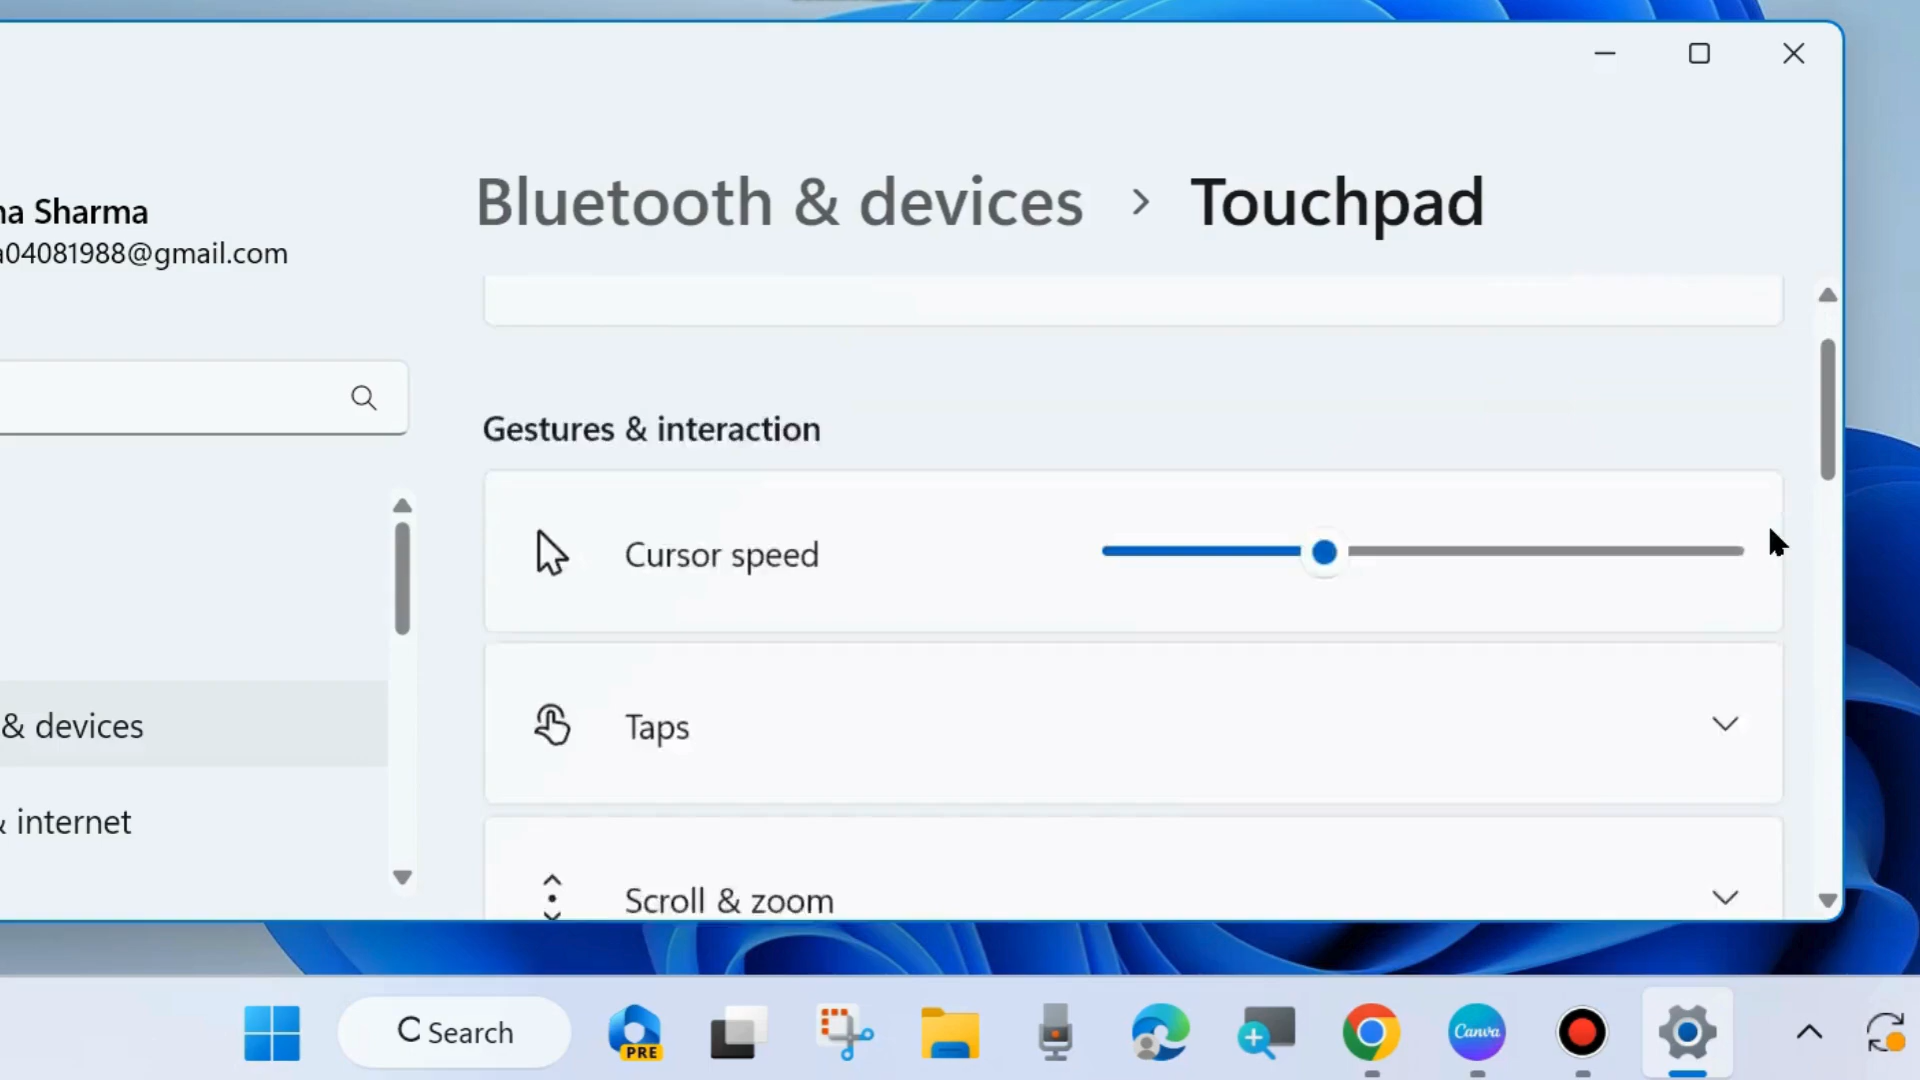 Bluetooth & devices > Touchpad
na Sharma
a04081988@gmail.com
Gestures & interaction
Cursor speed
Taps
& devices
& internet
Scroll & zoom
Search
PRE
Canva